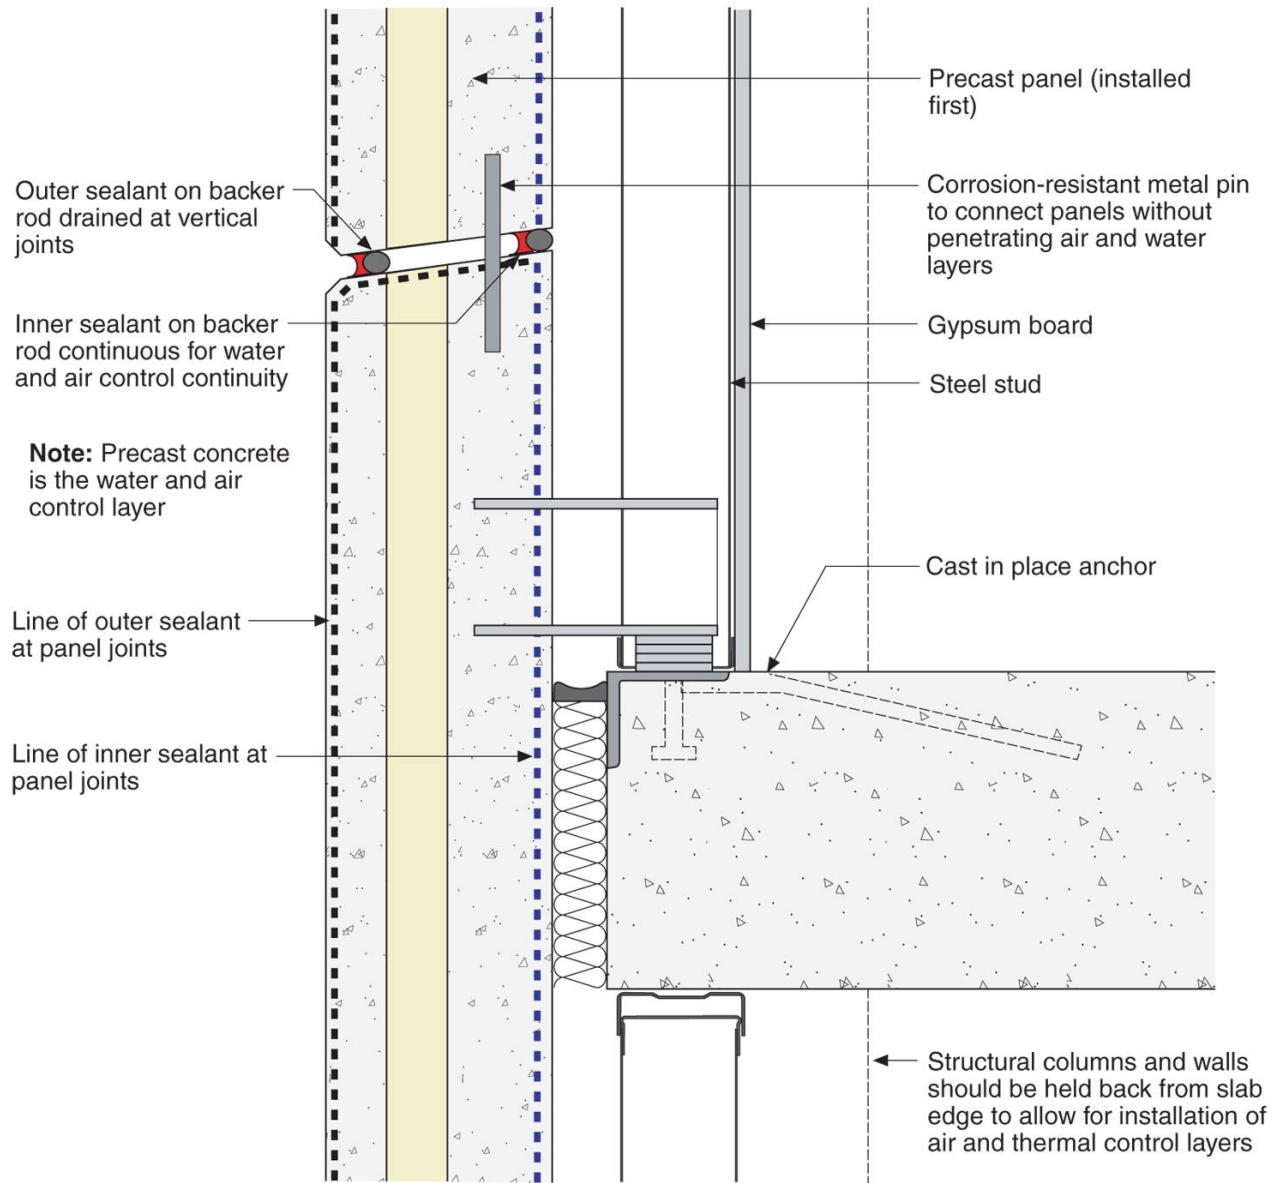 Precast panel (installed
first)
Outer sealant on backer
rod drained at vertical
joints
Corrosion-resistant metal pin
to connect panels without
penetrating air and water
layers
Inner sealant on backer
rod continuous for water
and air control continuity
Gypsum board
Steel stud
Note: Precast concrete
is the water and air
control layer
Cast in place anchor
Line of outer sealant
at panel joints
Line of inner sealant at
panel joints
Structural columns and walls
should be held back from slab
edge to allow for installation of
air and thermal control layers